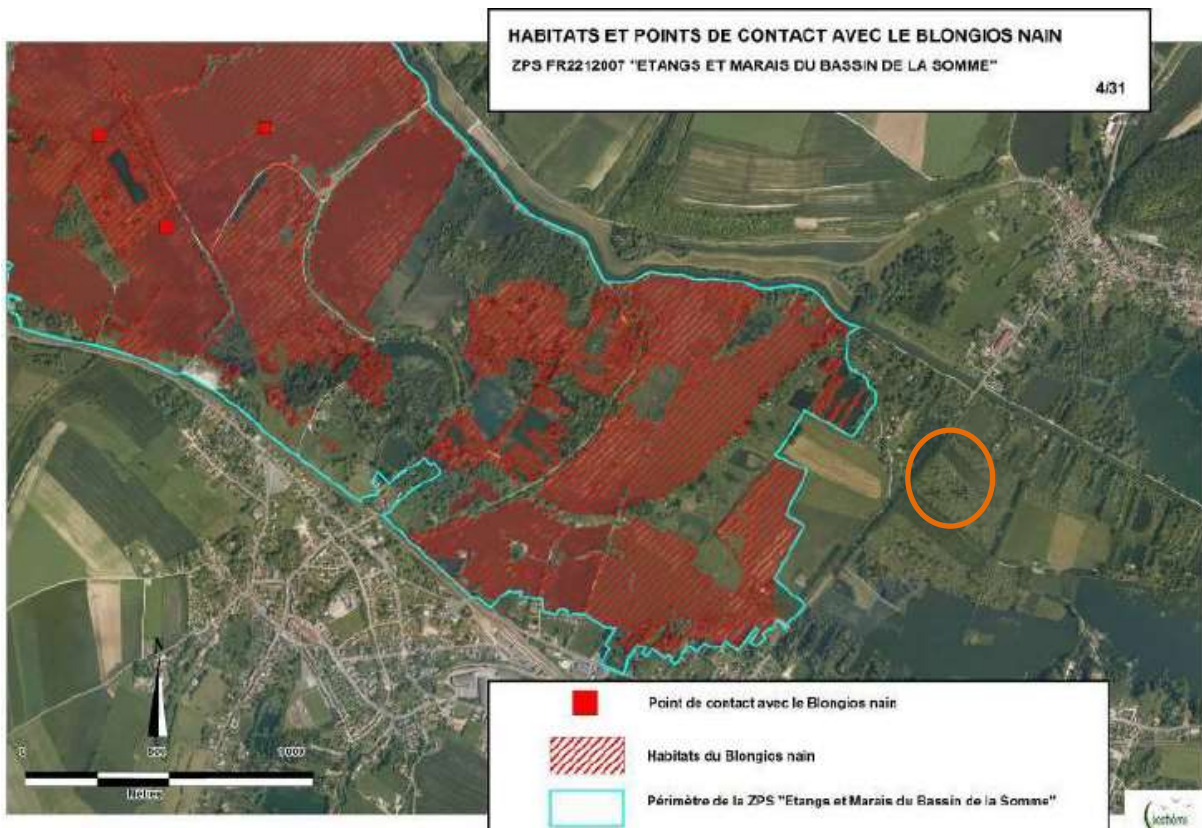 HABITATS ET POINTS DE CONTACT AVEC LE BLONGIOS NAIN
ZPS FR2212007 "ETANGS ET MARAIS DU BASSIN DE LA SOMME"
4/31
0
Point de contact avec le Blongios nain
Habitats du Blongios nain
Périmètre de la ZPS "Etangs et Marais du Bassin de la Somme"